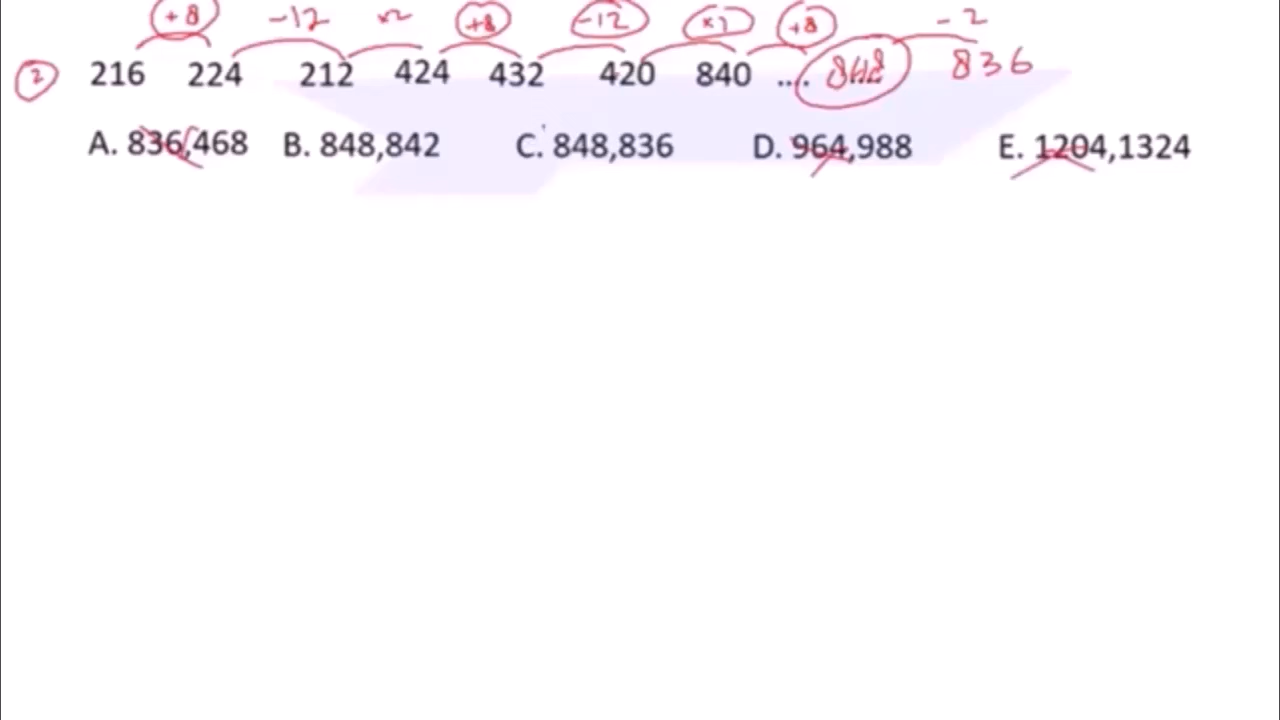 +8 -12 ×2 +8 -12 ×2 +8 -2
2 216 224 212 424 432 420 840 .... 848 836
A. 836,468 B. 848,842 C. 848,836 D. 964,988 E. 1204,1324